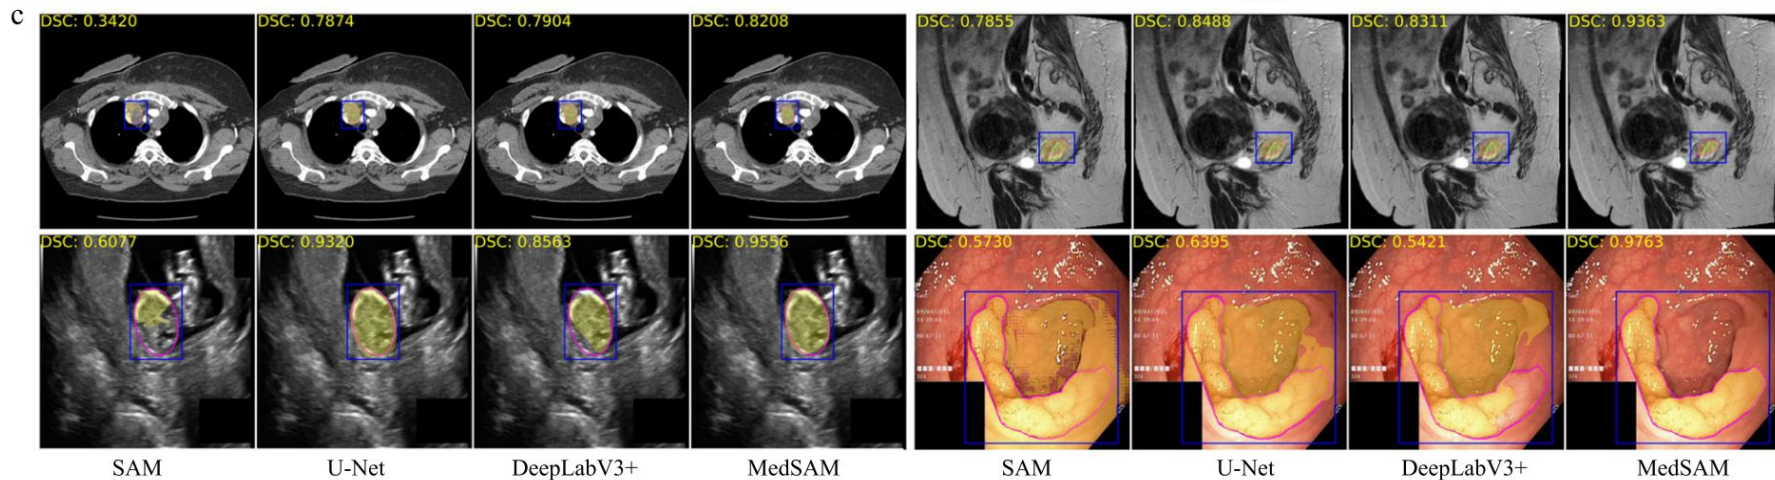 c
DSC: 0.3420 DSC: 0.7874 DSC: 0.7904 DSC: 0.8208 DSC: 0.7855 DSC: 0.8488 DSC: 0.8311 DSC: 0.9363
DSC: 0.6077 DSC: 0.9320 DSC: 0.8563 DSC: 0.9556 DSC: 0.5730 DSC: 0.6395 DSC: 0.5421 DSC: 0.9763
SAM U-Net DeepLabV3+ MedSAM SAM U-Net DeepLabV3+ MedSAM